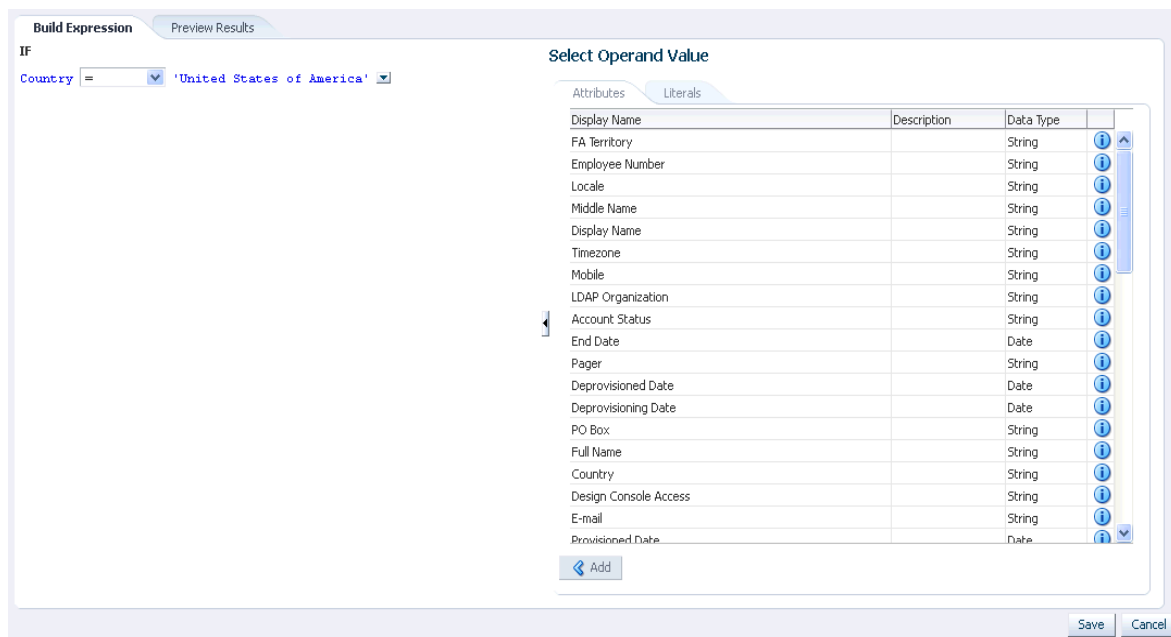 Build Expression Preview Results
IF
Country = 'United States of America'
Select Operand Value
Attributes Literals
Display Name Description Data Type
FA Territory String
Employee Number String
Locale String
Middle Name String
Display Name String
Timezone String
Mobile String
LDAP Organization String
Account Status String
End Date Date
Pager String
Deprovisioned Date Date
Deprovisioning Date Date
PO Box String
Full Name String
Country String
Design Console Access String
E-mail String
Provisioned Date Date
Add
Save Cancel